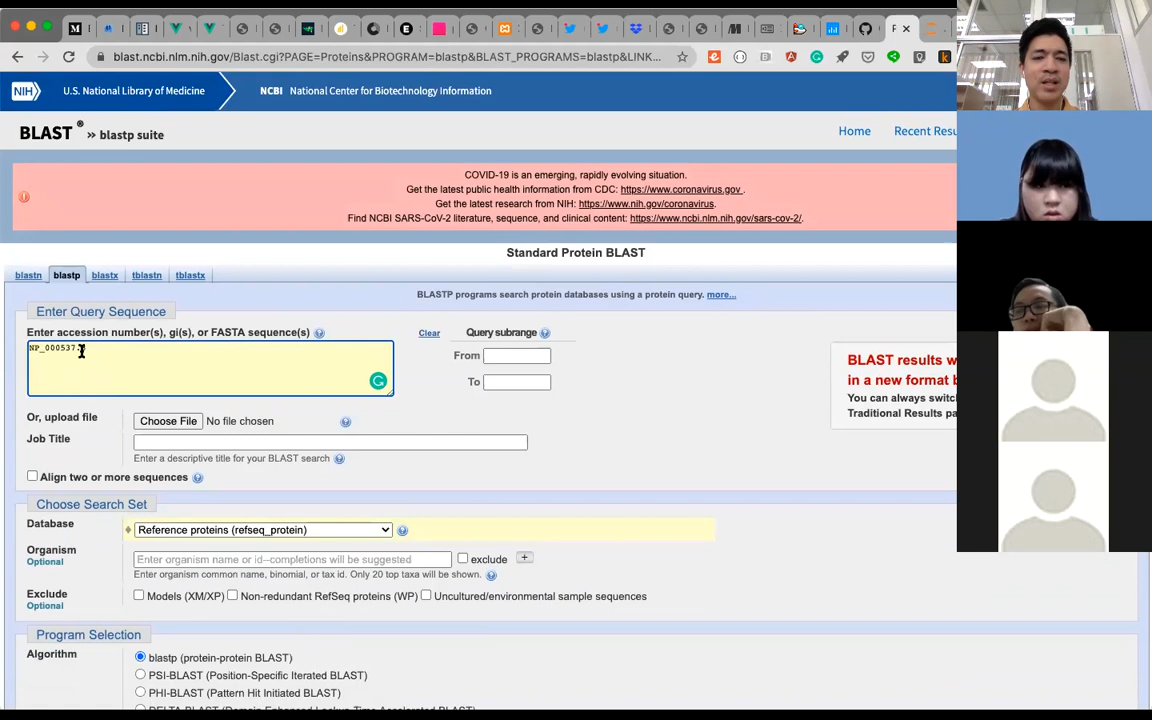 blast.ncbi.nlm.nih.gov/Blast.cgi?PAGE=Proteins&PROGRAM=blastp&BLAST_PROGRAMS=blastp&LINK...
NIH U.S. National Library of Medicine NCBI National Center for Biotechnology Information
BLAST ® » blastp suite Home Recent
COVID-19 is an emerging, rapidly evolving situation.
Get the latest public health information from CDC: https://www.coronavirus.gov .
Get the latest research from NIH: https://www.nih.gov/coronavirus.
Find NCBI SARS-CoV-2 literature, sequence, and clinical content: https://www.ncbi.nlm.nih.gov/sars-cov-2/.
Standard Protein BLAST
blastn blastp blastx tblastn tblastx
BLASTP programs search protein databases using a protein query. more...
Enter Query Sequence
Enter accession number(s), gi(s), or FASTA sequence(s) Clear Query subrange
NP_000537.
From
To
BLAST results
in a new format
You can always
Traditional Results
Or, upload file Choose File No file chosen
Job Title
Enter a descriptive title for your BLAST search
Align two or more sequences
Choose Search Set
Database Reference proteins (refseq_protein)
Organism
Optional
Enter organism name or id--completions will be suggested exclude +
Enter organism common name, binomial, or tax id. Only 20 top taxa will be shown.
Exclude
Optional
Models (XM/XP) Non-redundant RefSeq proteins (WP) Uncultured/environmental sample sequences
Program Selection
Algorithm blastp (protein-protein BLAST)
PSI-BLAST (Position-Specific Iterated BLAST)
PHI-BLAST (Pattern Hit Initiated BLAST)